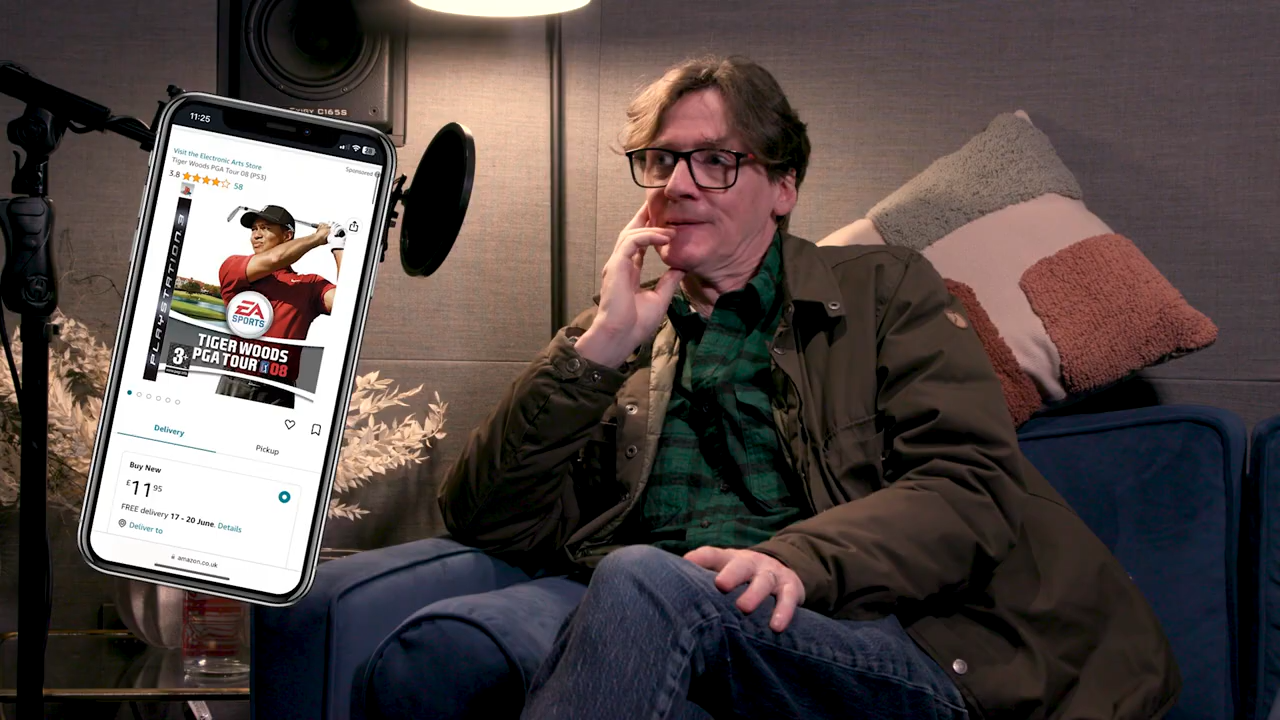 11:25
28
Visit the Electronic Arts Store
Tiger Woods PGA Tour 08 (PS3)
Sponsored
3.8
58
PLAYSTATION 3
EA
SPORTS
TIGER WOODS
PGA TOUR 08
3+
Delivery
Pickup
Buy New
£11 95
FREE delivery 17 - 20 June. Details
Deliver to
amazon.co.uk
C165S